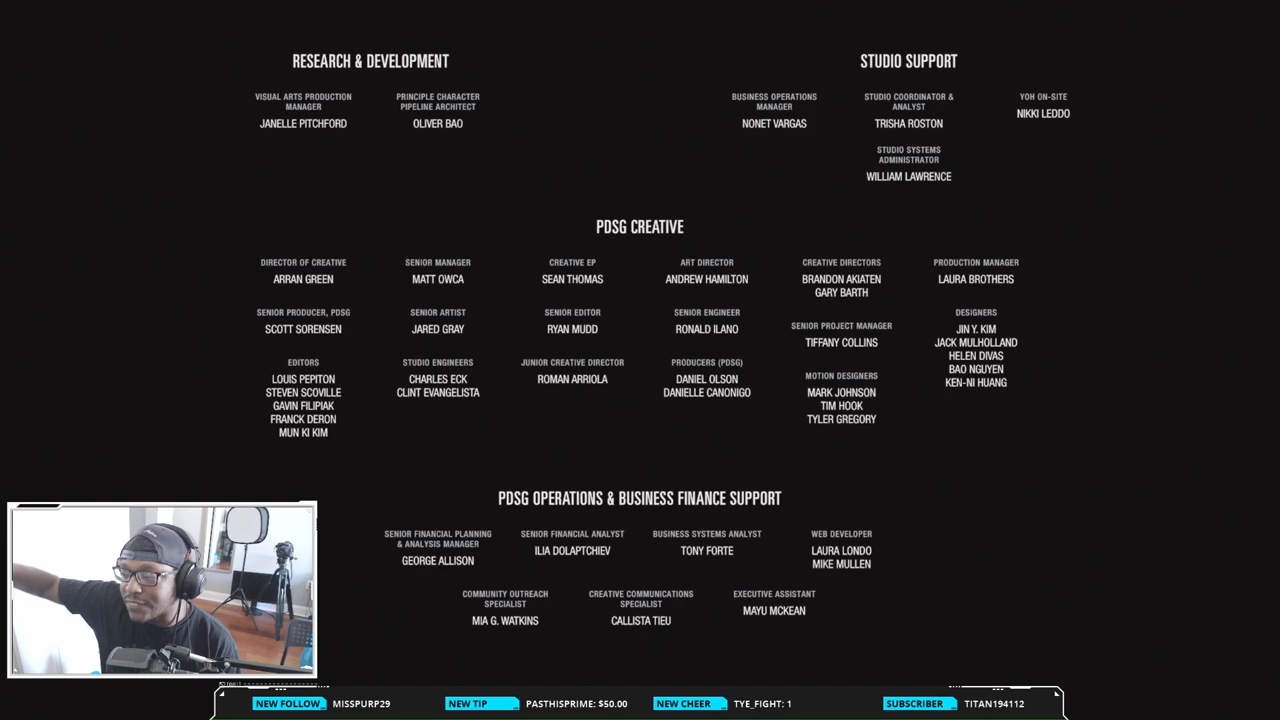 RESEARCH & DEVELOPMENT
VISUAL ARTS PRODUCTION
MANAGER
JANELLE PITCHFORD
PRINCIPLE CHARACTER
PIPELINE ARCHITECT
OLIVER BAO
STUDIO SUPPORT
BUSINESS OPERATIONS
MANAGER
NONET VARGAS
STUDIO COORDINATOR &
ANALYST
TRISHA ROSTON
YOH ON-SITE
NIKKI LEDDO
STUDIO SYSTEMS
ADMINISTRATOR
WILLIAM LAWRENCE
PDSG CREATIVE
DIRECTOR OF CREATIVE
ARRAN GREEN
SENIOR MANAGER
MATT OWCA
CREATIVE EP
SEAN THOMAS
ART DIRECTOR
ANDREW HAMILTON
CREATIVE DIRECTORS
BRANDON AKIATEN
GARY BARTH
PRODUCTION MANAGER
LAURA BROTHERS
SENIOR PRODUCER, PDSG
SCOTT SORENSEN
SENIOR ARTIST
JARED GRAY
SENIOR EDITOR
RYAN MUDD
SENIOR ENGINEER
RONALD ILANO
SENIOR PROJECT MANAGER
TIFFANY COLLINS
DESIGNERS
JIN Y. KIM
JACK MULHOLLAND
HELEN DIVAS
BAO NGUYEN
KEN-NI HUANG
EDITORS
LOUIS PEPITON
STEVEN SCOVILLE
GAVIN FILIPIAK
FRANCK DERON
MUN KI KIM
STUDIO ENGINEERS
CHARLES ECK
CLINT EVANGELISTA
JUNIOR CREATIVE DIRECTOR
ROMAN ARRIOLA
PRODUCERS (PDSG)
DANIEL OLSON
DANIELLE CANONIGO
MOTION DESIGNERS
MARK JOHNSON
TIM HOOK
TYLER GREGORY
PDSG OPERATIONS & BUSINESS FINANCE SUPPORT
SENIOR FINANCIAL PLANNING
& ANALYSIS MANAGER
GEORGE ALLISON
SENIOR FINANCIAL ANALYST
ILIA DOLAPTCHIEV
BUSINESS SYSTEMS ANALYST
TONY FORTE
WEB DEVELOPER
LAURA LONDO
MIKE MULLEN
COMMUNITY OUTREACH
SPECIALIST
MIA G. WATKINS
CREATIVE COMMUNICATIONS
SPECIALIST
CALLISTA TIEU
EXECUTIVE ASSISTANT
MAYU MCKEAN
NEW FOLLOW MISSPURP29
NEW TIP PASTHISPRIME: $50.00
NEW CHEER TYE_FIGHT: 1
SUBSCRIBER TITAN194112